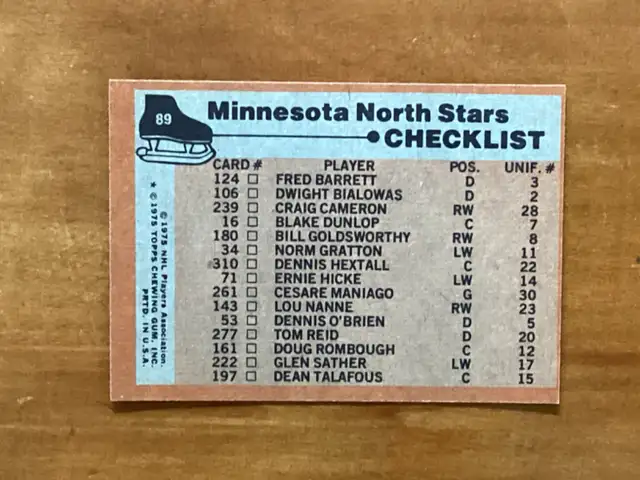 89
Minnesota North Stars
CHECKLIST
CARD # PLAYER POS. UNIF. #
124 □ FRED BARRETT D 3
106 □ DWIGHT BIALOWAS D 2
239 □ CRAIG CAMERON RW 28
16 □ BLAKE DUNLOP C 7
180 □ BILL GOLDSWORTHY RW 8
34 □ NORM GRATTON LW 11
310 □ DENNIS HEXTALL C 22
71 □ ERNIE HICKE LW 14
261 □ CESARE MANIAGO G 30
143 □ LOU NANNE RW 23
53 □ DENNIS O'BRIEN D 5
277 □ TOM REID D 20
161 □ DOUG ROMBOUGH C 12
222 □ GLEN SATHER LW 17
197 □ DEAN TALAFOUS C 15
© 1975 NHL Players Association.
* © 1975 TOPPS CHEWING GUM, INC.
PRTD. IN U.S.A.